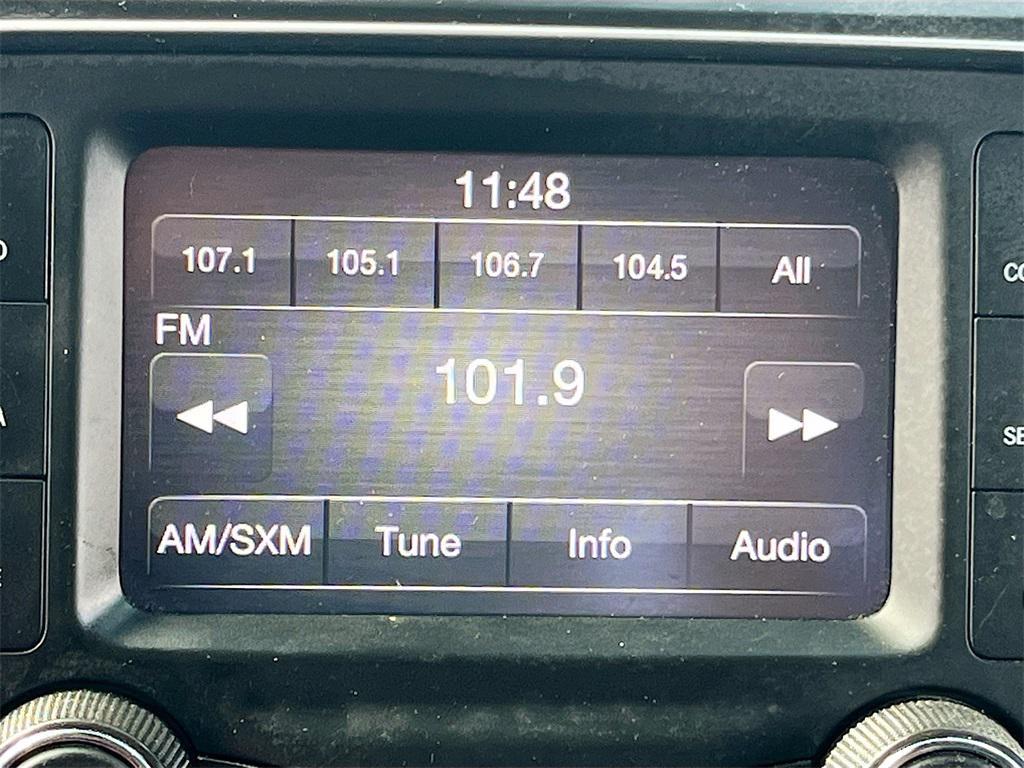 11:48
107.1 105.1 106.7 104.5 All
FM
101.9
AM/SXM Tune Info Audio